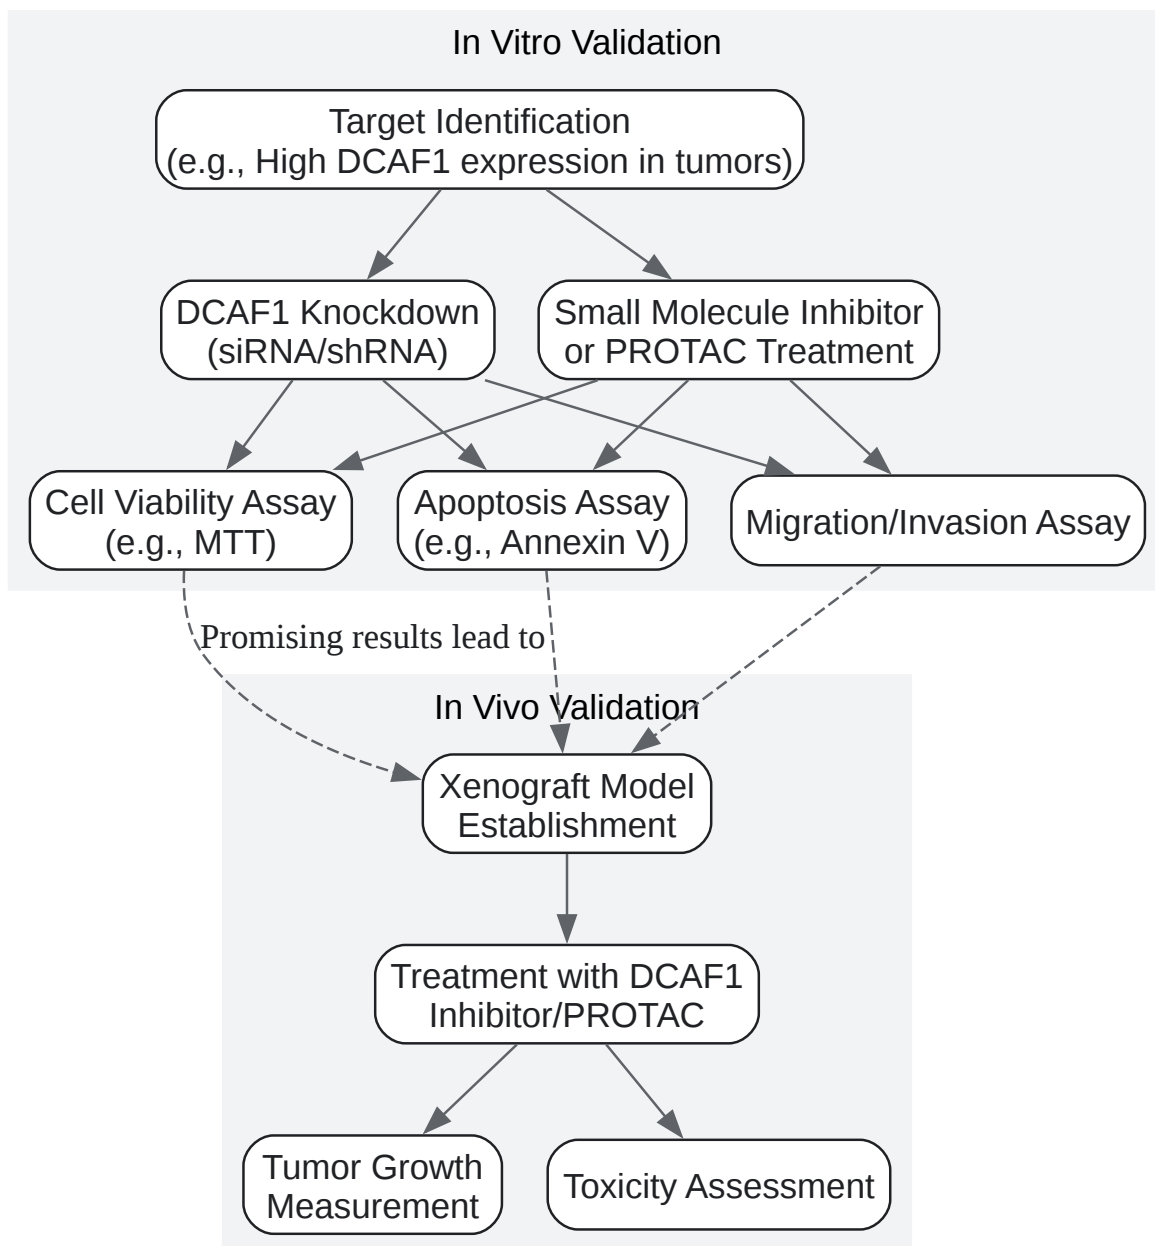 In Vitro Validation
Target Identification
(e.g., High DCAF1 expression in tumors)
DCAF1 Knockdown
(siRNA/shRNA)
Small Molecule Inhibitor
or PROTAC Treatment
Cell Viability Assay
(e.g., MTT)
Apoptosis Assay
(e.g., Annexin V)
Migration/Invasion Assay
Promising results lead to
In Vivo Validation
Xenograft Model
Establishment
Treatment with DCAF1
Inhibitor/PROTAC
Tumor Growth
Measurement
Toxicity Assessment